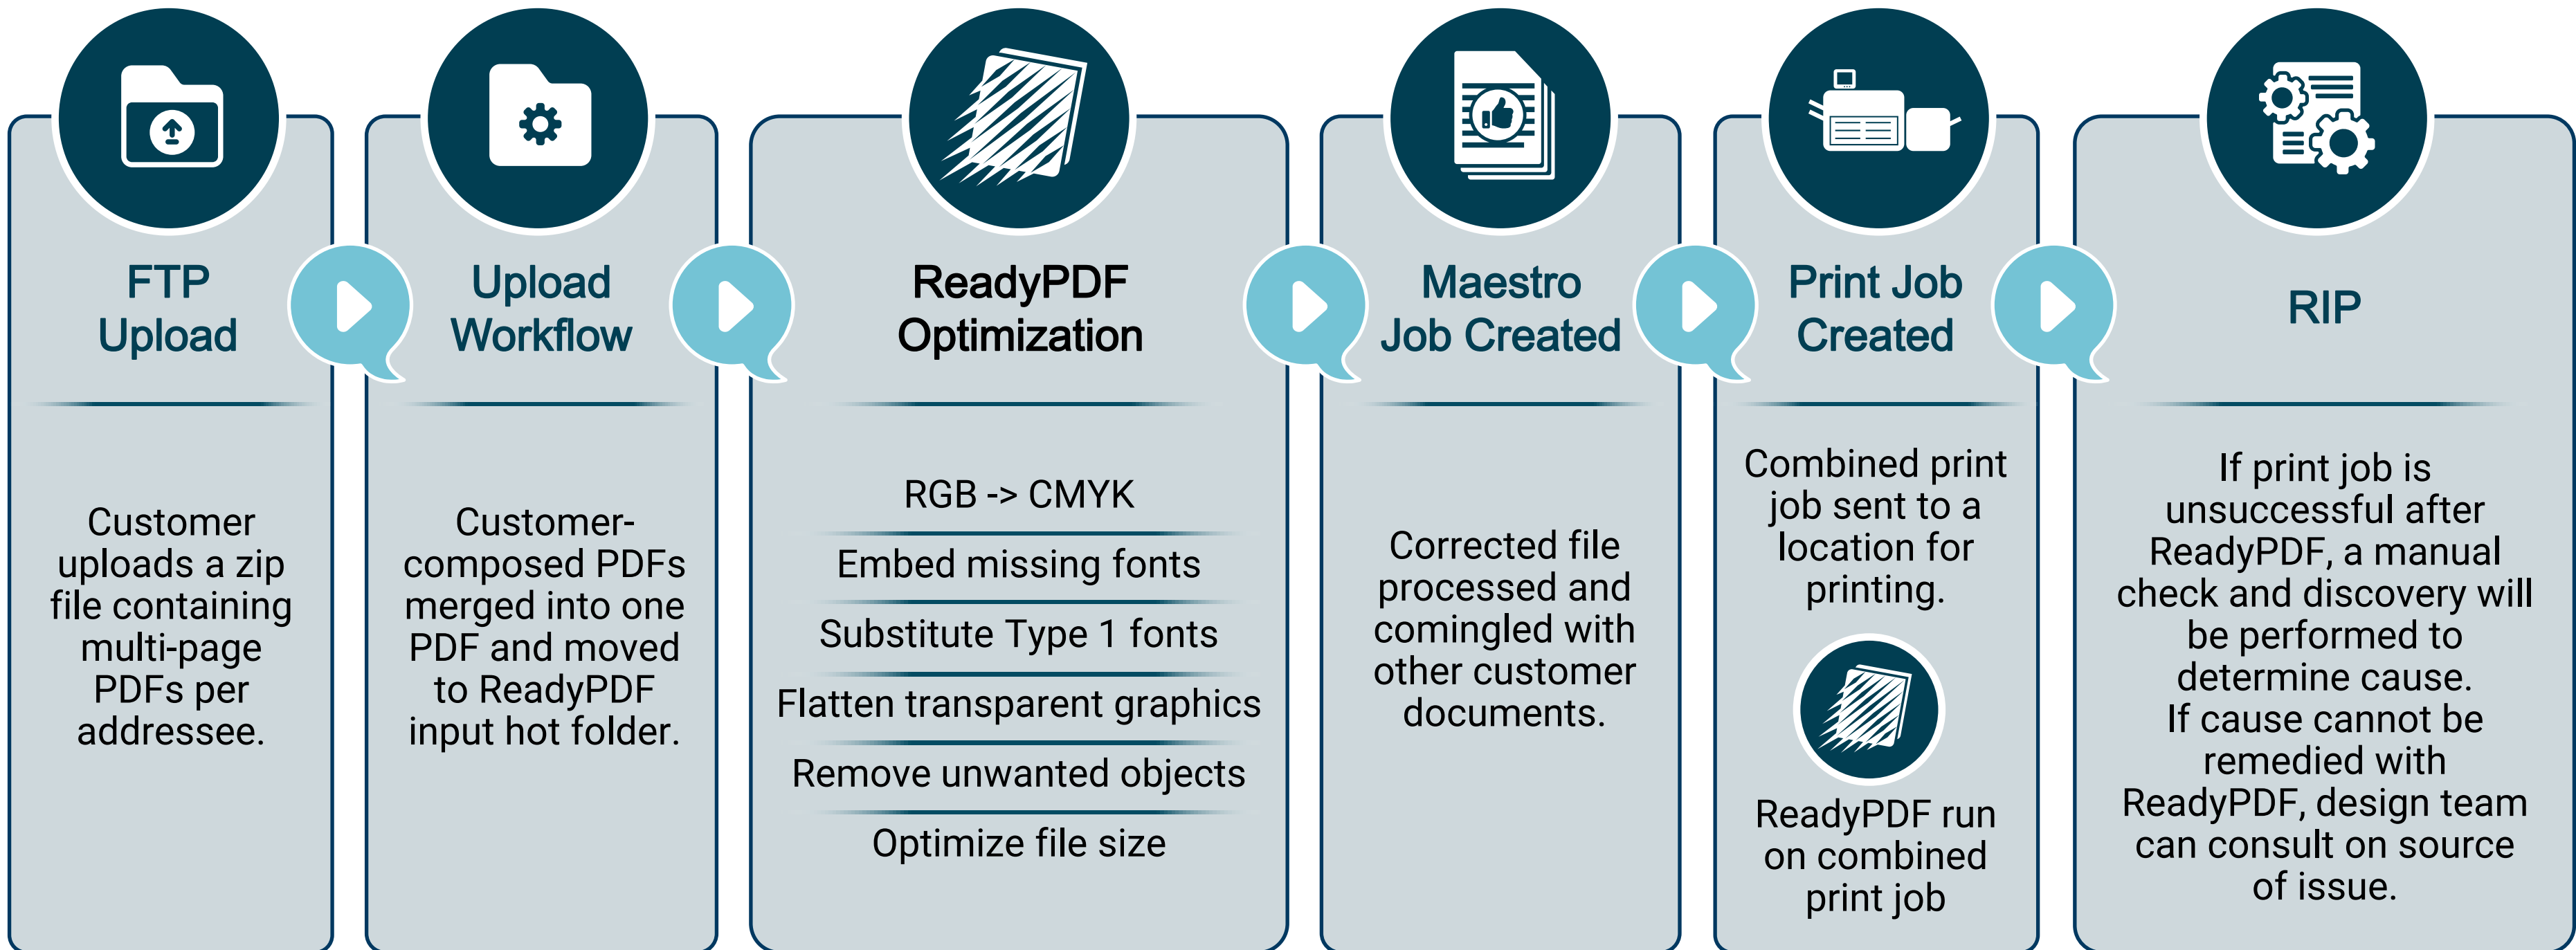 FTP
Upload
Customer
uploads a zip
file containing
multi-page
PDFs per
addressee.
Upload
Workflow
Customer-
composed PDFs
merged into one
PDF and moved
to ReadyPDF
input hot folder.
ReadyPDF
Optimization
RGB -> CMYK
Embed missing fonts
Substitute Type 1 fonts
Flatten transparent graphics
Remove unwanted objects
Optimize file size
Maestro
Job Created
Corrected file
processed and
comingled with
other customer
documents.
Print Job
Created
Combined print
job sent to a
location for
printing.
ReadyPDF run
on combined
print job
RIP
If print job is
unsuccessful after
ReadyPDF, a manual
check and discovery will
be performed to
determine cause.
If cause cannot be
remedied with
ReadyPDF, design team
can consult on source
of issue.